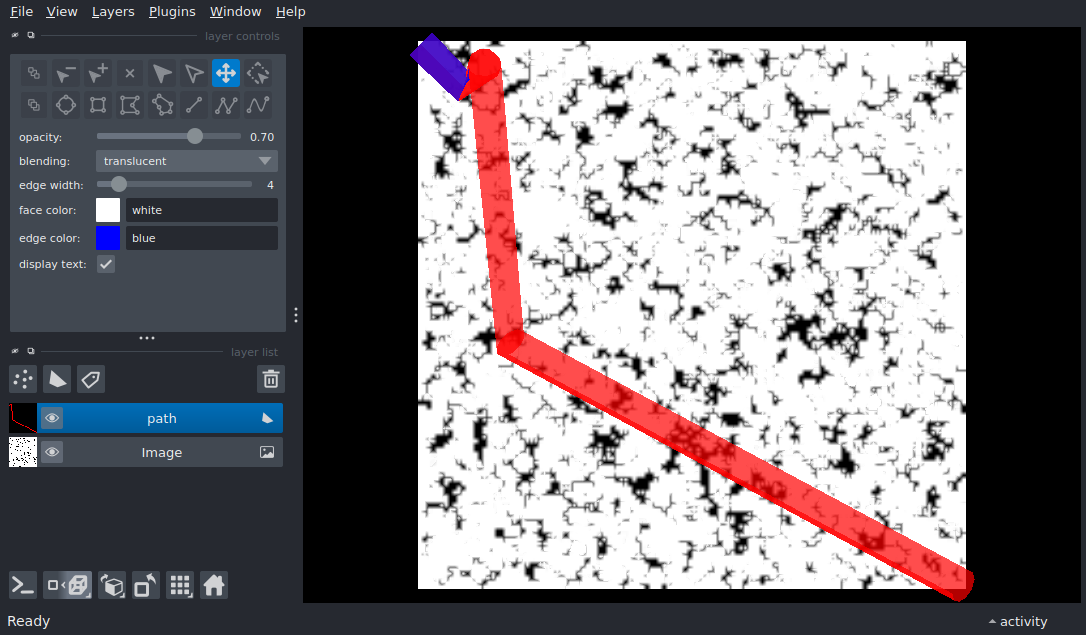 File View Layers Plugins Window Help
layer controls
opacity: 0.70
blending: translucent
edge width: 4
face color: white
edge color: blue
display text:
layer list
path
Image
Ready
activity